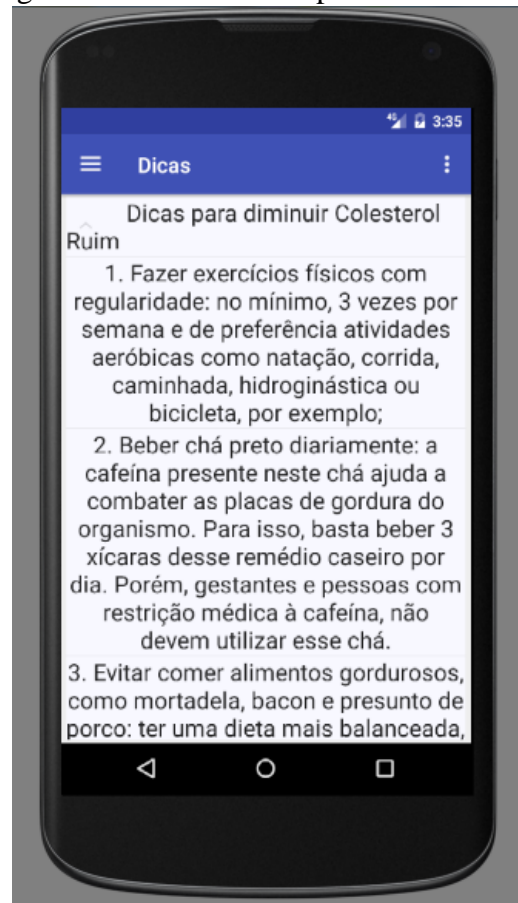 4G 3:35
Dicas
Dicas para diminuir Colesterol
Ruim
1. Fazer exercícios físicos com
regularidade: no mínimo, 3 vezes por
semana e de preferência atividades
aeróbicas como natação, corrida,
caminhada, hidroginástica ou
bicicleta, por exemplo;
2. Beber chá preto diariamente: a
cafeína presente neste chá ajuda a
combater as placas de gordura do
organismo. Para isso, basta beber 3
xícaras desse remédio caseiro por
dia. Porém, gestantes e pessoas com
restrição médica à cafeína, não
devem utilizar esse chá.
3. Evitar comer alimentos gordurosos,
como mortadela, bacon e presunto de
porco: ter uma dieta mais balanceada,